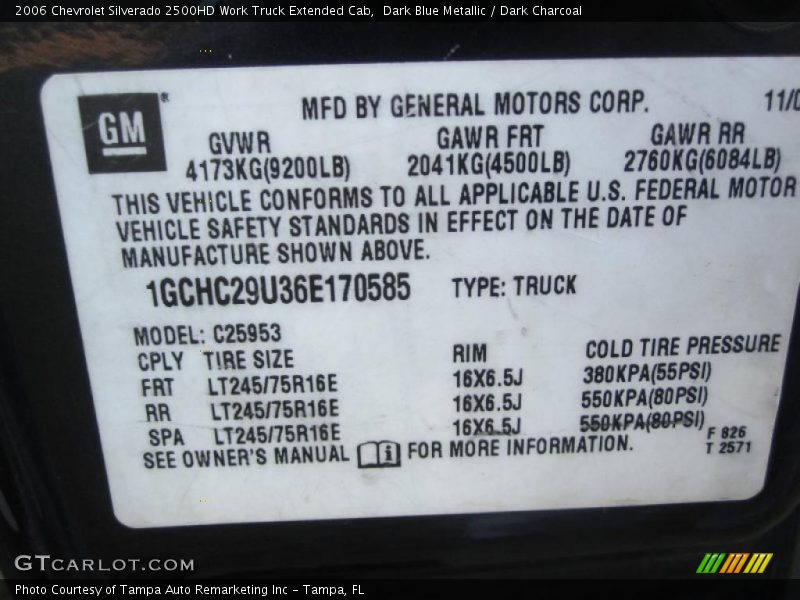 2006 Chevrolet Silverado 2500HD Work Truck Extended Cab,  Dark Blue Metallic / Dark Charcoal
GM
®
MFD BY GENERAL MOTORS CORP.
11/0
GVWR GAWR FRT GAWR RR
4173KG(9200LB) 2041KG(4500LB) 2760KG(6084LB)
THIS VEHICLE CONFORMS TO ALL APPLICABLE U.S. FEDERAL MOTOR
VEHICLE SAFETY STANDARDS IN EFFECT ON THE DATE OF
MANUFACTURE SHOWN ABOVE.
1GCHC29U36E170585 TYPE: TRUCK
MODEL: C25953
CPLY TIRE SIZE RIM COLD TIRE PRESSURE
FRT LT245/75R16E 16X6.5J 380KPA(55PSI)
RR LT245/75R16E 16X6.5J 550KPA(80PSI)
SPA LT245/75R16E 16X6.5J 550KPA(80PSI)
SEE OWNER'S MANUAL i FOR MORE INFORMATION.
F 826
T 2571
GTCARLOT.COM
Photo Courtesy of Tampa Auto Remarketing Inc – Tampa, FL